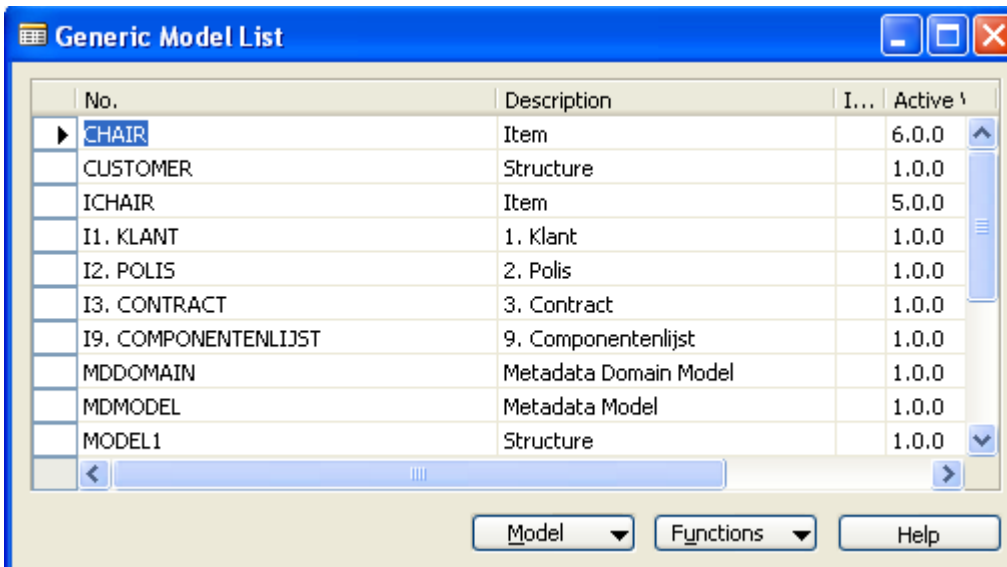 Generic Model List
No. Description I... Active
CHAIR Item 6.0.0
CUSTOMER Structure 1.0.0
ICHAIR Item 5.0.0
I1. KLANT 1. Klant 1.0.0
I2. POLIS 2. Polis 1.0.0
I3. CONTRACT 3. Contract 1.0.0
I9. COMPONENTENLIJST 9. Componentenlijst 1.0.0
MDDOMAIN Metadata Domain Model 1.0.0
MDMODEL Metadata Model 1.0.0
MODEL1 Structure 1.0.0
Model Functions Help